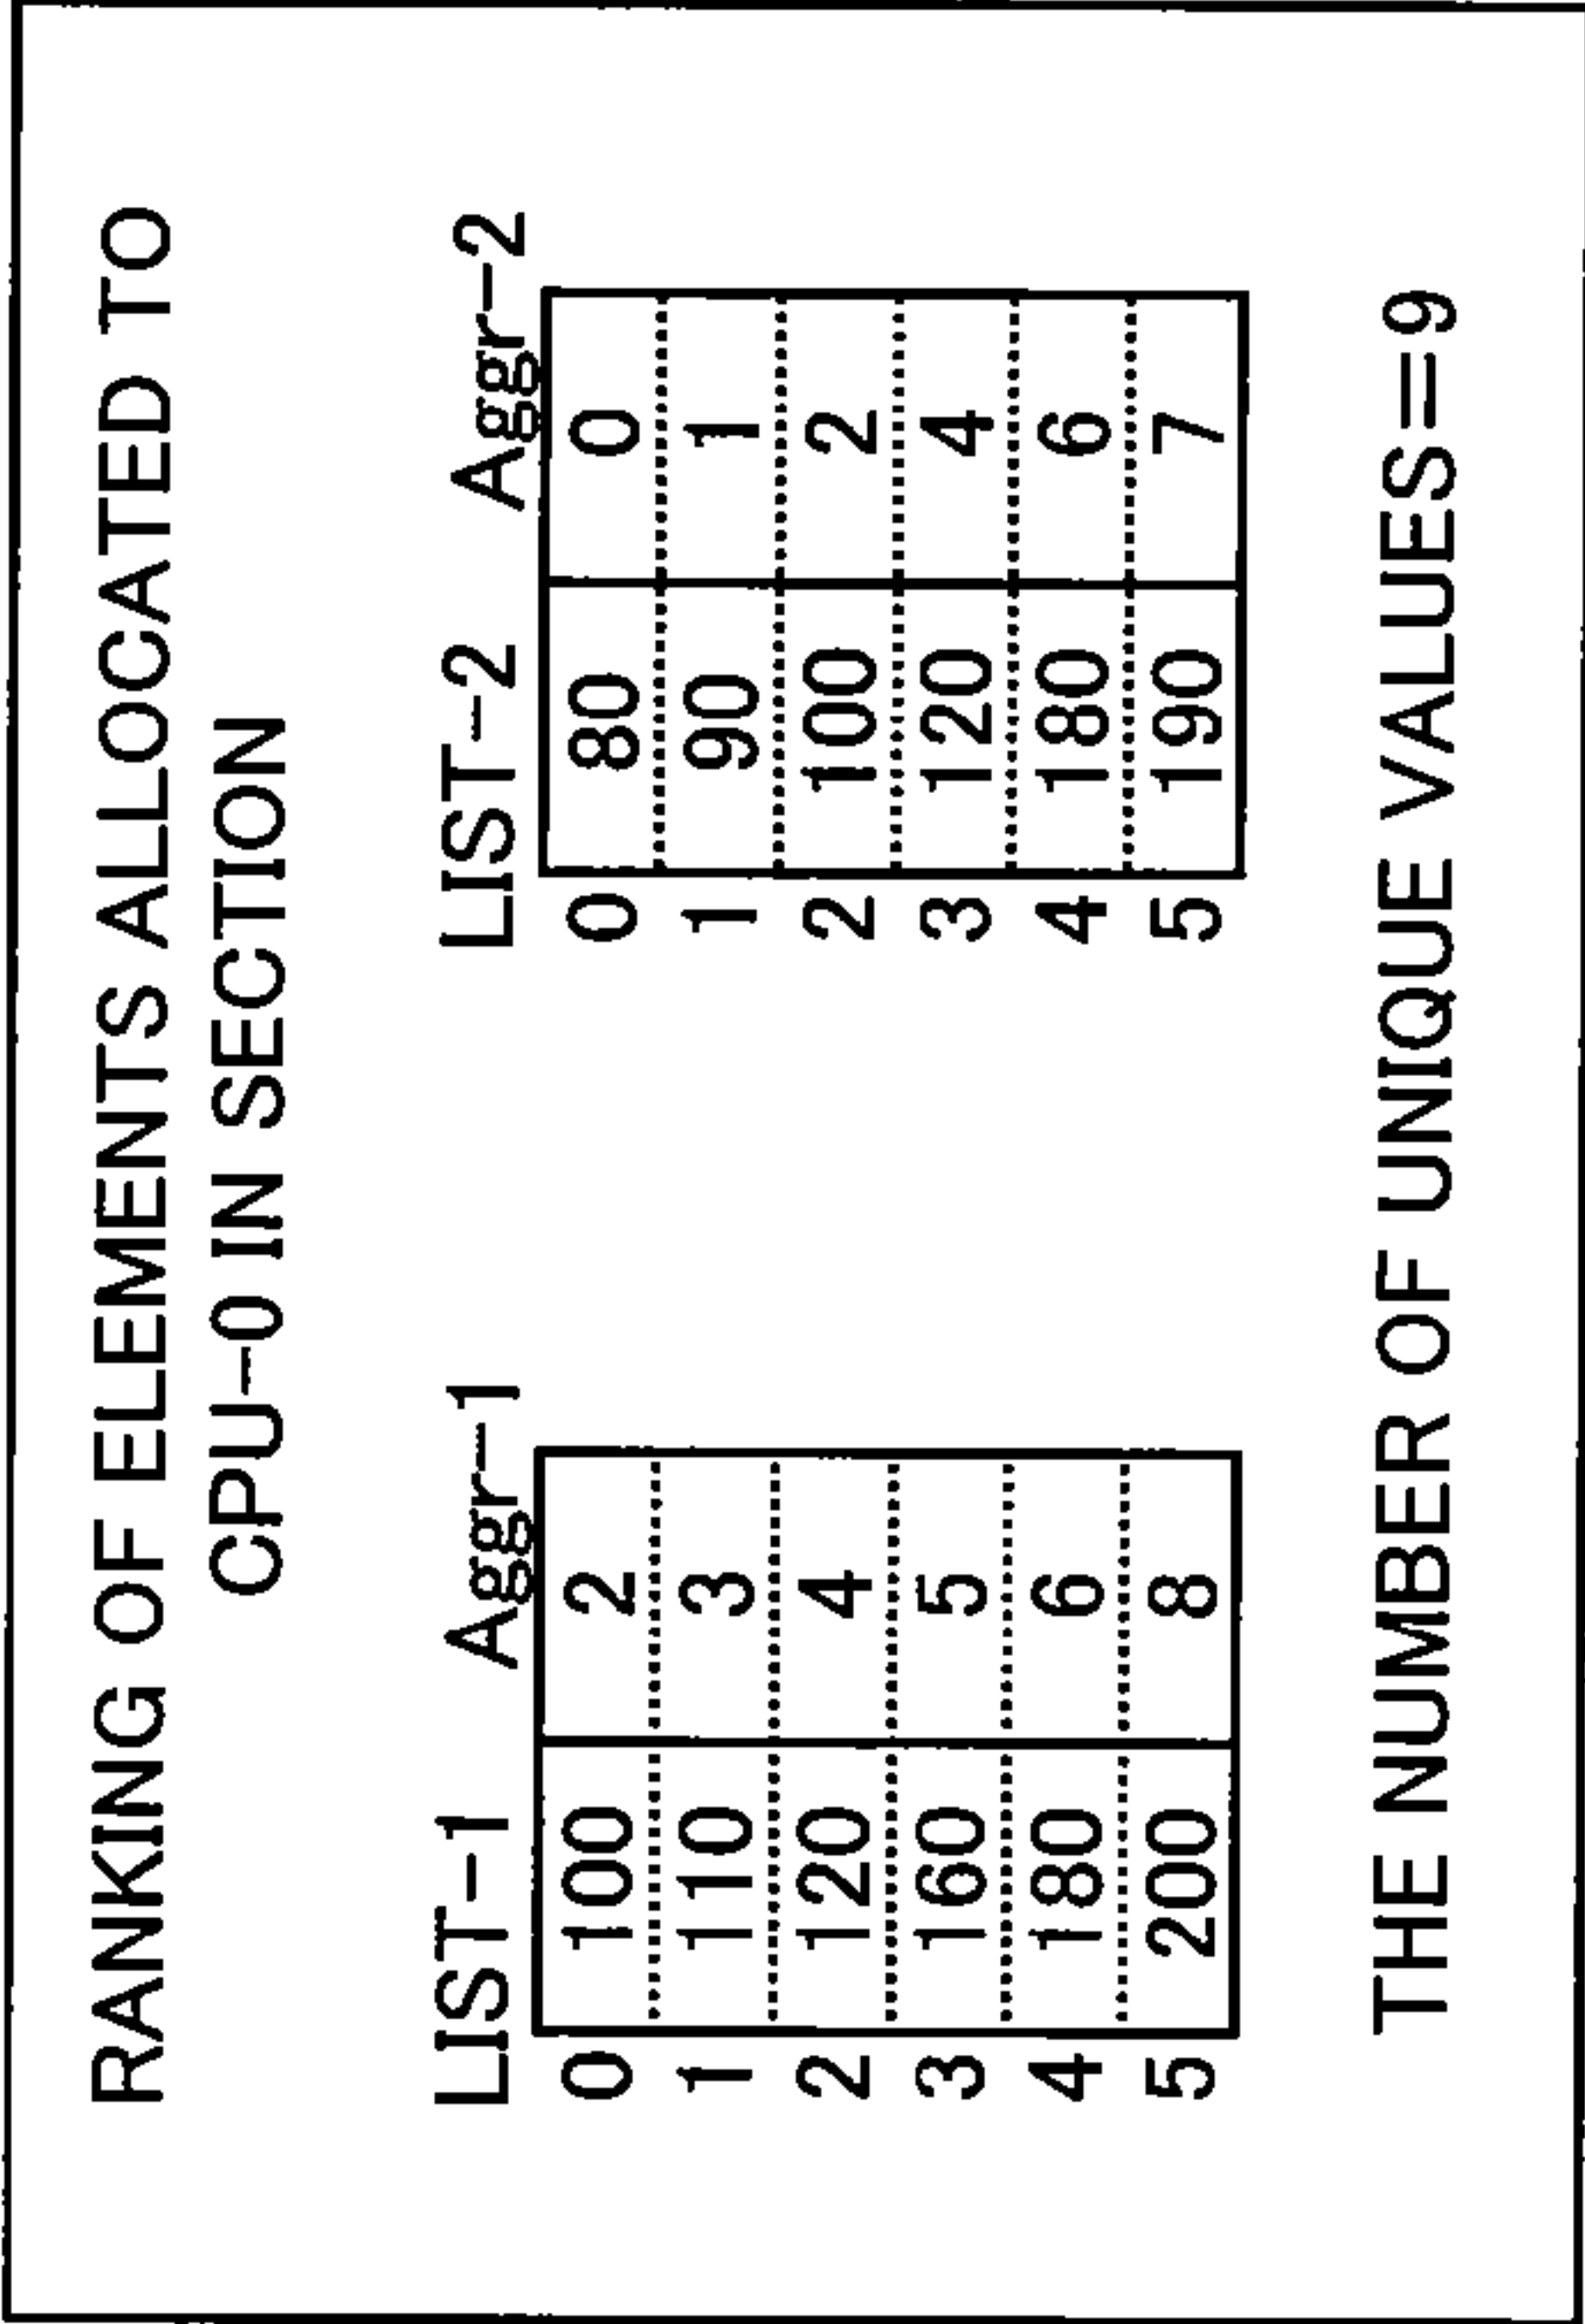 RANKING OF ELEMENTS ALLOCATED TO
CPU-0 IN SECTION
LIST-1 Aggr-1 LIST-2 Aggr-2
0 100 2 0 80 0
1 110 3 1 90 1
2 120 4 2 100 2
3 160 5 3 120 4
4 180 6 4 180 6
5 200 8 5 190 7
THE NUMBER OF UNIQUE VALUES=9